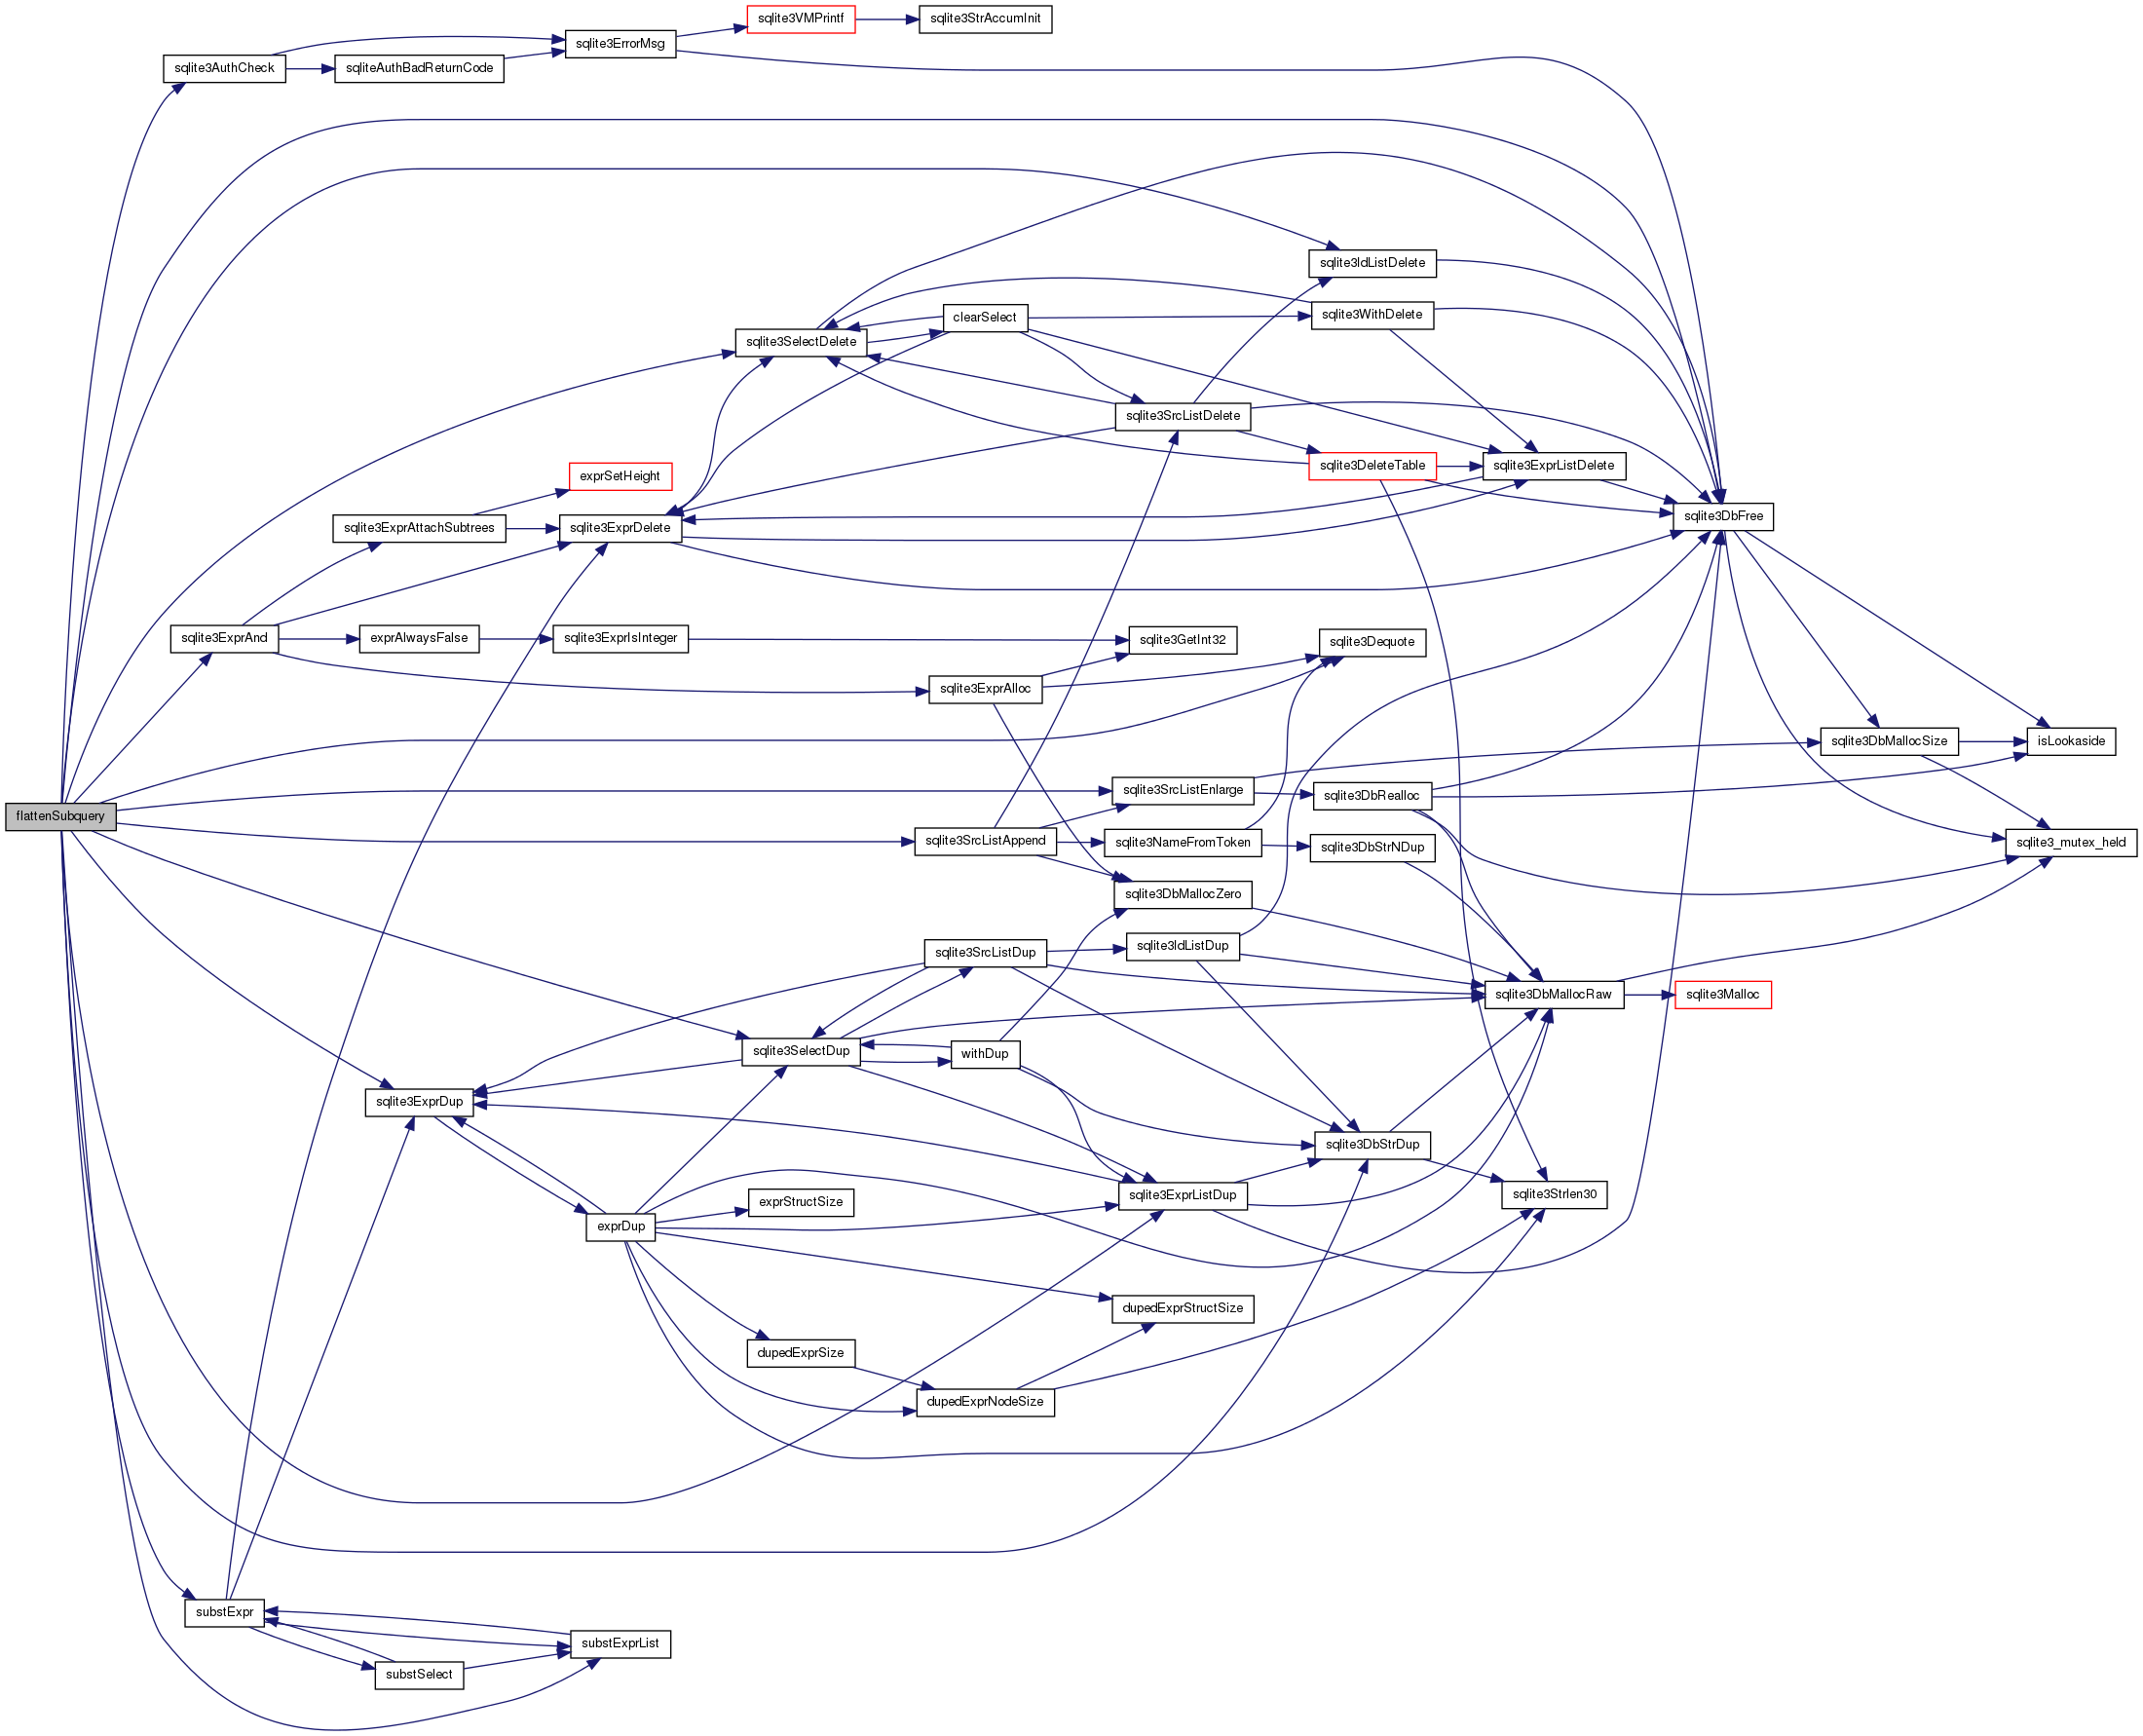 sqlite3VMPrintf
sqlite3StrAccumInit
sqlite3ErrorMsg
sqlite3AuthCheck
sqliteAuthBadReturnCode
sqlite3IdListDelete
clearSelect
sqlite3WithDelete
sqlite3SelectDelete
sqlite3SrcListDelete
sqlite3DeleteTable
sqlite3ExprListDelete
exprSetHeight
sqlite3ExprAttachSubtrees
sqlite3ExprDelete
sqlite3DbFree
sqlite3ExprAnd
exprAlwaysFalse
sqlite3ExprIsInteger
sqlite3GetInt32
sqlite3Dequote
sqlite3ExprAlloc
sqlite3DbMallocSize
isLookaside
sqlite3SrcListEnlarge
sqlite3DbRealloc
flattenSubquery
sqlite3SrcListAppend
sqlite3NameFromToken
sqlite3DbStrNDup
sqlite3_mutex_held
sqlite3DbMallocZero
sqlite3SrcListDup
sqlite3IdListDup
sqlite3DbMallocRaw
sqlite3Malloc
sqlite3SelectDup
withDup
sqlite3ExprDup
sqlite3DbStrDup
exprStructSize
sqlite3ExprListDup
sqlite3Strlen30
exprDup
dupedExprStructSize
dupedExprSize
dupedExprNodeSize
substExpr
substExprList
substSelect